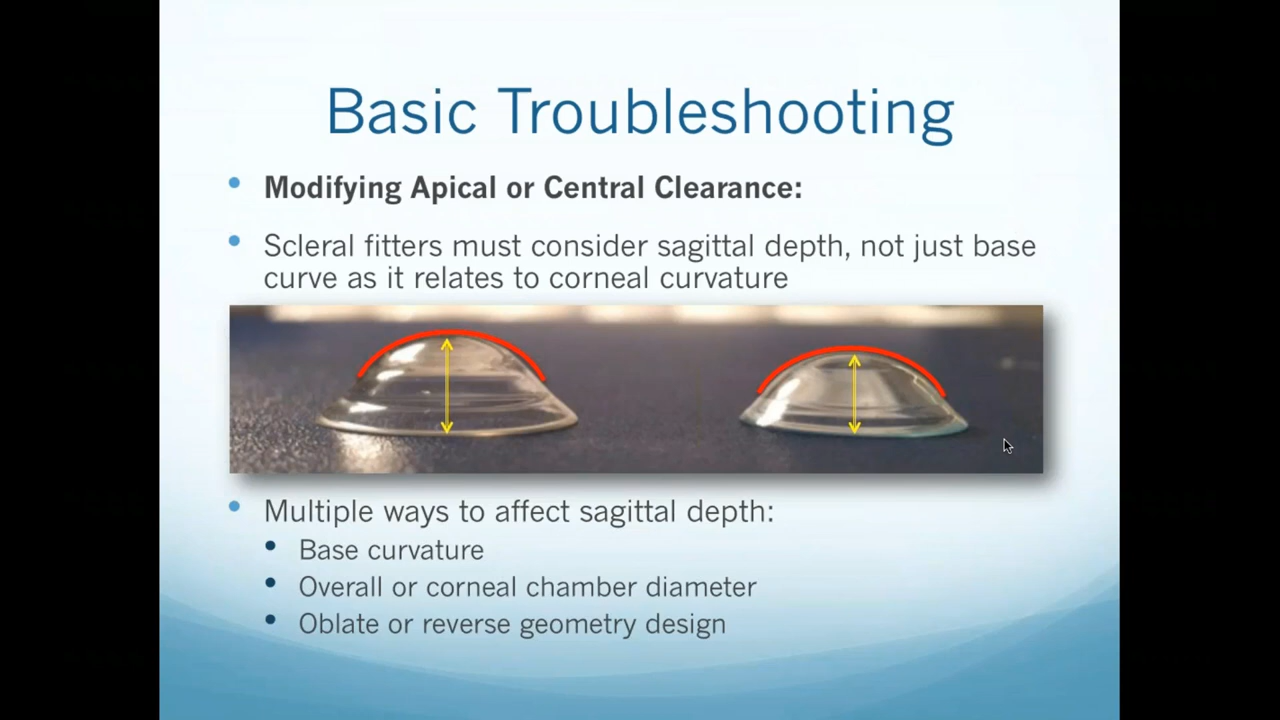 Basic Troubleshooting
• Modifying Apical or Central Clearance:
• Scleral fitters must consider sagittal depth, not just base
curve as it relates to corneal curvature
• Multiple ways to affect sagittal depth:
• Base curvature
• Overall or corneal chamber diameter
• Oblate or reverse geometry design